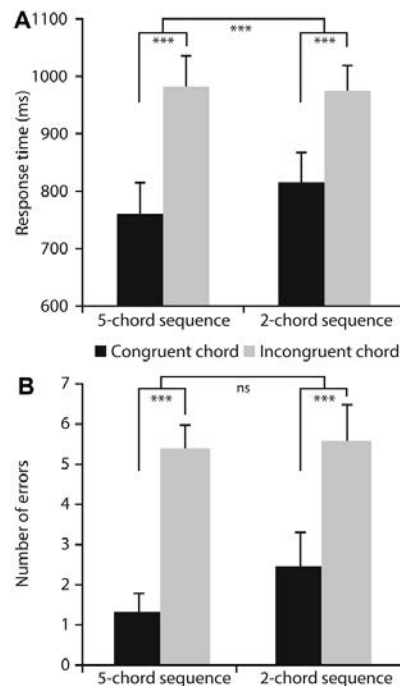 A
1100
1000
900
800
700
600
Response time (ms)
***
***
***
5-chord sequence 2-chord sequence
Congruent chord Incongruent chord
B
7
6
5
4
3
2
1
0
Number of errors
***
ns
***
5-chord sequence 2-chord sequence